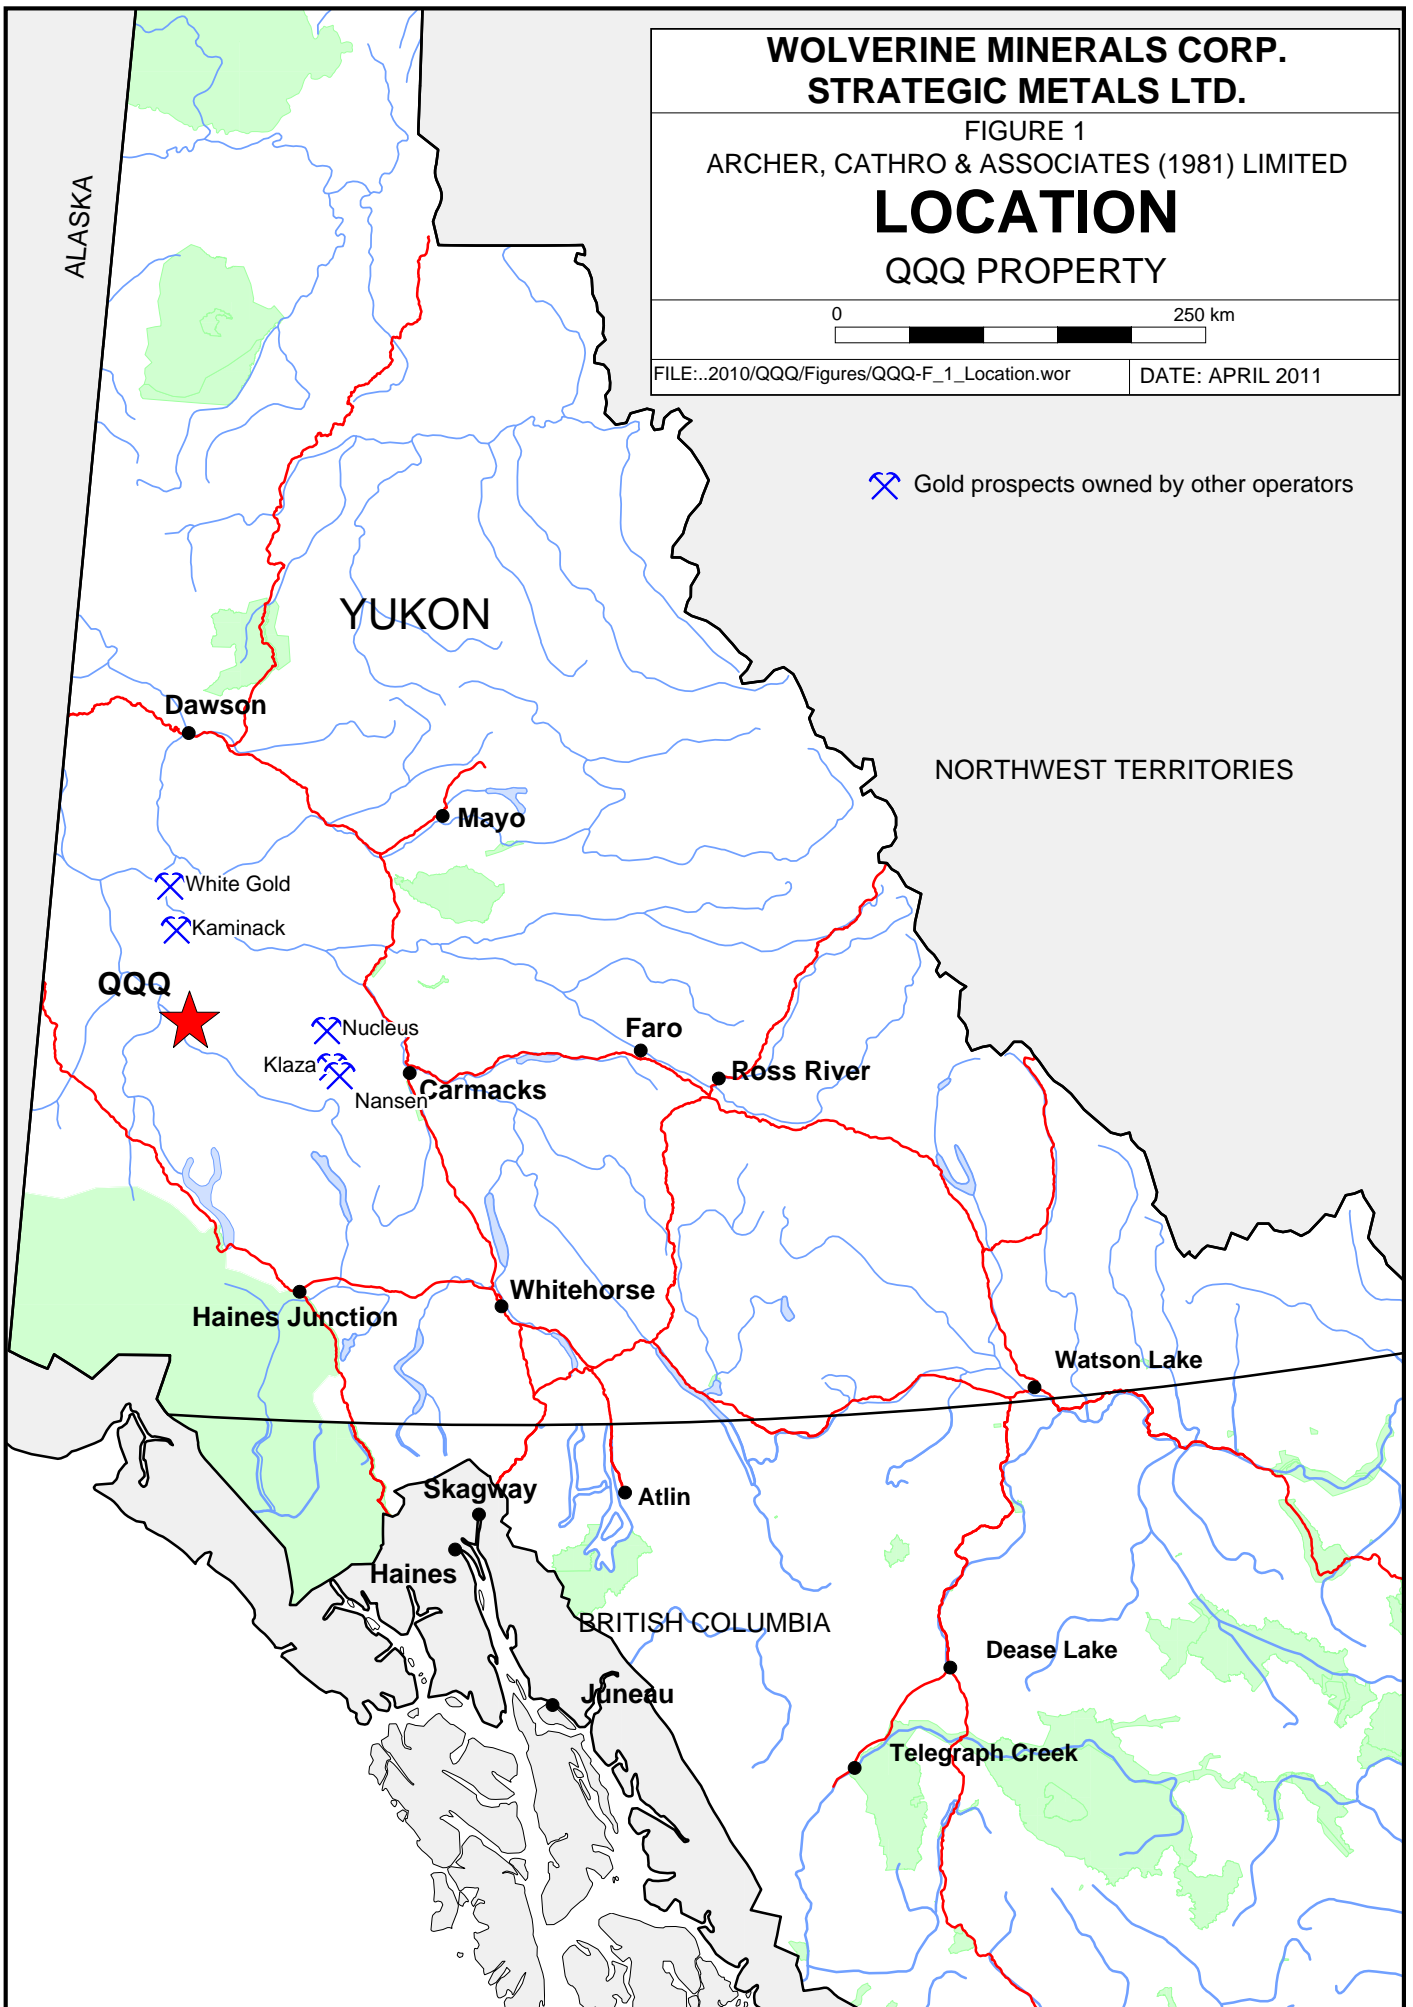 WOLVERINE MINERALS CORP.
STRATEGIC METALS LTD.
FIGURE 1
ARCHER, CATHRO & ASSOCIATES (1981) LIMITED
LOCATION
QQQ PROPERTY
0 250 km
FILE:..2010/QQQ/Figures/QQQ-F_1_Location.wor
DATE: APRIL 2011
ALASKA
Gold prospects owned by other operators
YUKON
Dawson
NORTHWEST TERRITORIES
Mayo
White Gold
Kaminack
QQQ
Nucleus
Faro
Klaza
Ross River
Carmacks
Nansen
Whitehorse
Haines Junction
Watson Lake
Skagway
Atlin
Haines
BRITISH COLUMBIA
Dease Lake
Juneau
Telegraph Creek